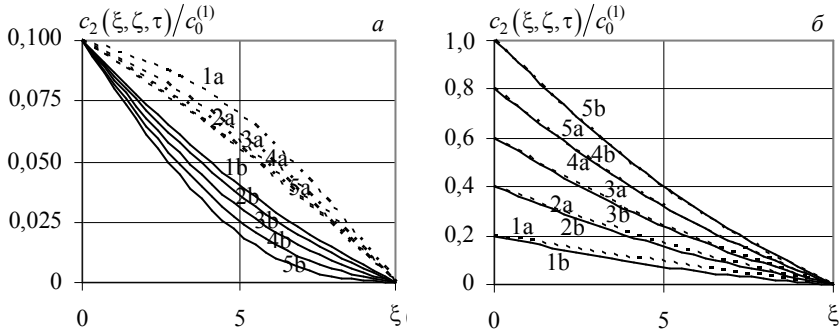 c₂(ξ,ζ,τ)/c₀⁽¹⁾ а
0,100
0,075
0,050
0,025
0
0 5 ξ
1a
2a
3a
4a
5a
1b
2b
3b
4b
5b
c₂(ξ,ζ,τ)/c₀⁽¹⁾ б
1,0
0,8
0,6
0,4
0,2
0
0 5 ξ
5b
5a
4b
4a
3a
3b
2a
2b
1a
1b